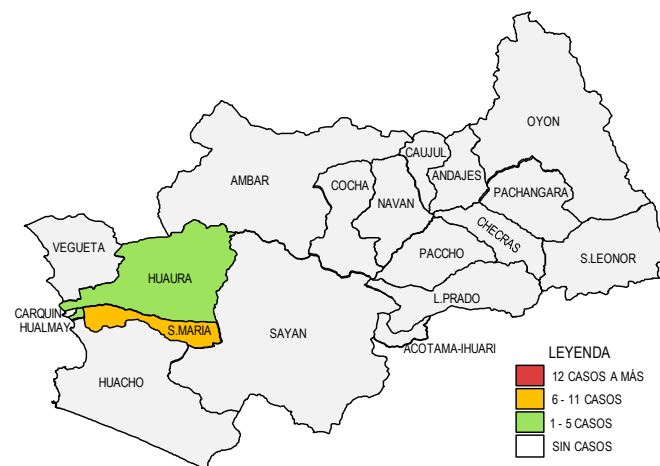 OYON
CAUJUL
ANDAJES
AMBAR
COCHA
NAVAN
PACHANGARA
CHECRAS
VEGUETA
PACCHO
S.LEONOR
HUAURA
L.PRADO
CARQUIN
HUALMAY
S.MARIA
SAYAN
ACOTAMA-IHUARI
HUACHO
LEYENDA
12 CASOS A MÁS
6 - 11 CASOS
1 - 5 CASOS
SIN CASOS